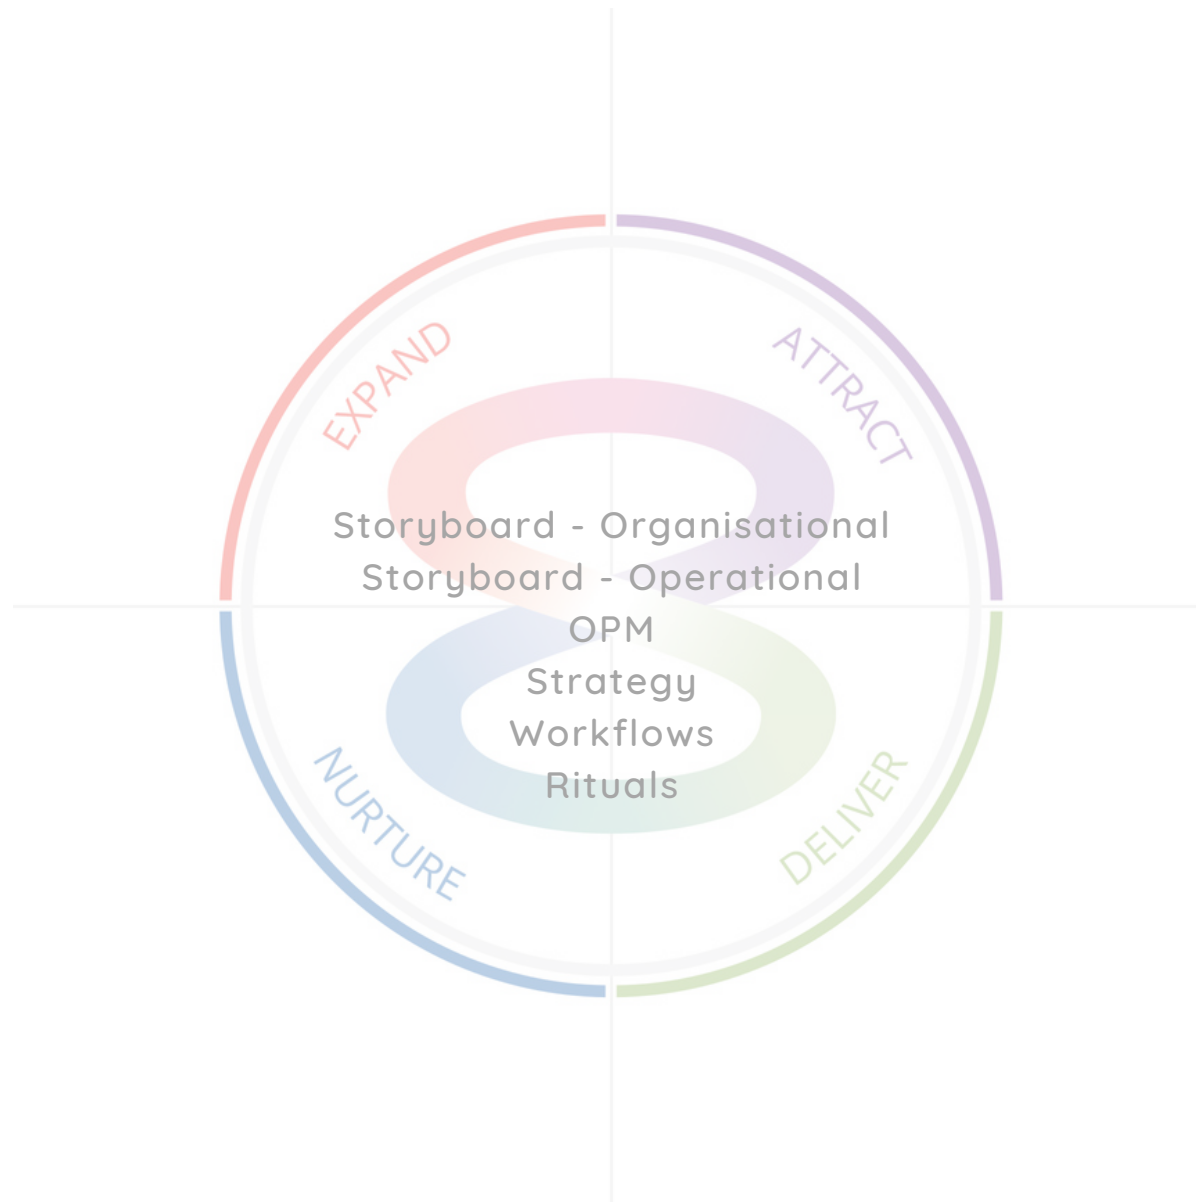 EXPAND
ATTRACT
Storyboard - Organisational
Storyboard - Operational
OPM
Strategy
Workflows
Rituals
NURTURE
DELIVER